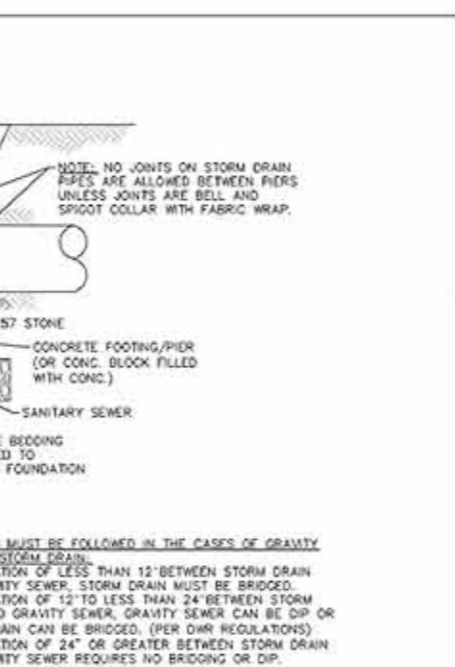 NOTE: NO JOINTS ON STORM DRAIN
PIPES ARE ALLOWED BETWEEN PIERS
UNLESS JOINTS ARE BELL AND
SPIGOT COLLAR WITH FABRIC WRAP.
57 STONE
CONCRETE FOOTING/PIER
(OR CONC. BLOCK FILLED
WITH CONC.)
SANITARY SEWER
BEDDING
TO
FOUNDATION
MUST BE FOLLOWED IN THE CASES OF GRAVITY
STORM DRAIN:
TION OF LESS THAN 12"BETWEEN STORM DRAIN
ITY SEWER, STORM DRAIN MUST BE BRIDGED.
TION OF 12"TO LESS THAN 24"BETWEEN STORM
D GRAVITY SEWER, GRAVITY SEWER CAN BE DIP OR
AIN CAN BE BRIDGED. (PER DWR REGULATIONS)
TION OF 24" OR GREATER BETWEEN STORM DRAIN
ITY SEWER REQUIRES NO BRIDGING OR DIP.